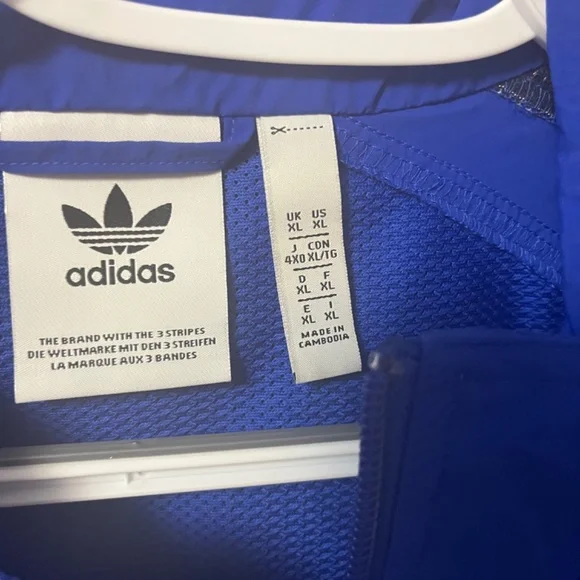 adidas
THE BRAND WITH THE 3 STRIPES
DIE WELTMARKE MIT DEN 3 STREIFEN
LA MARQUE AUX 3 BANDES
UK US
XL XL
J CDN
4XO XL/TG
D F
XL XL
E I
XL XL
MADE IN
CAMBODIA